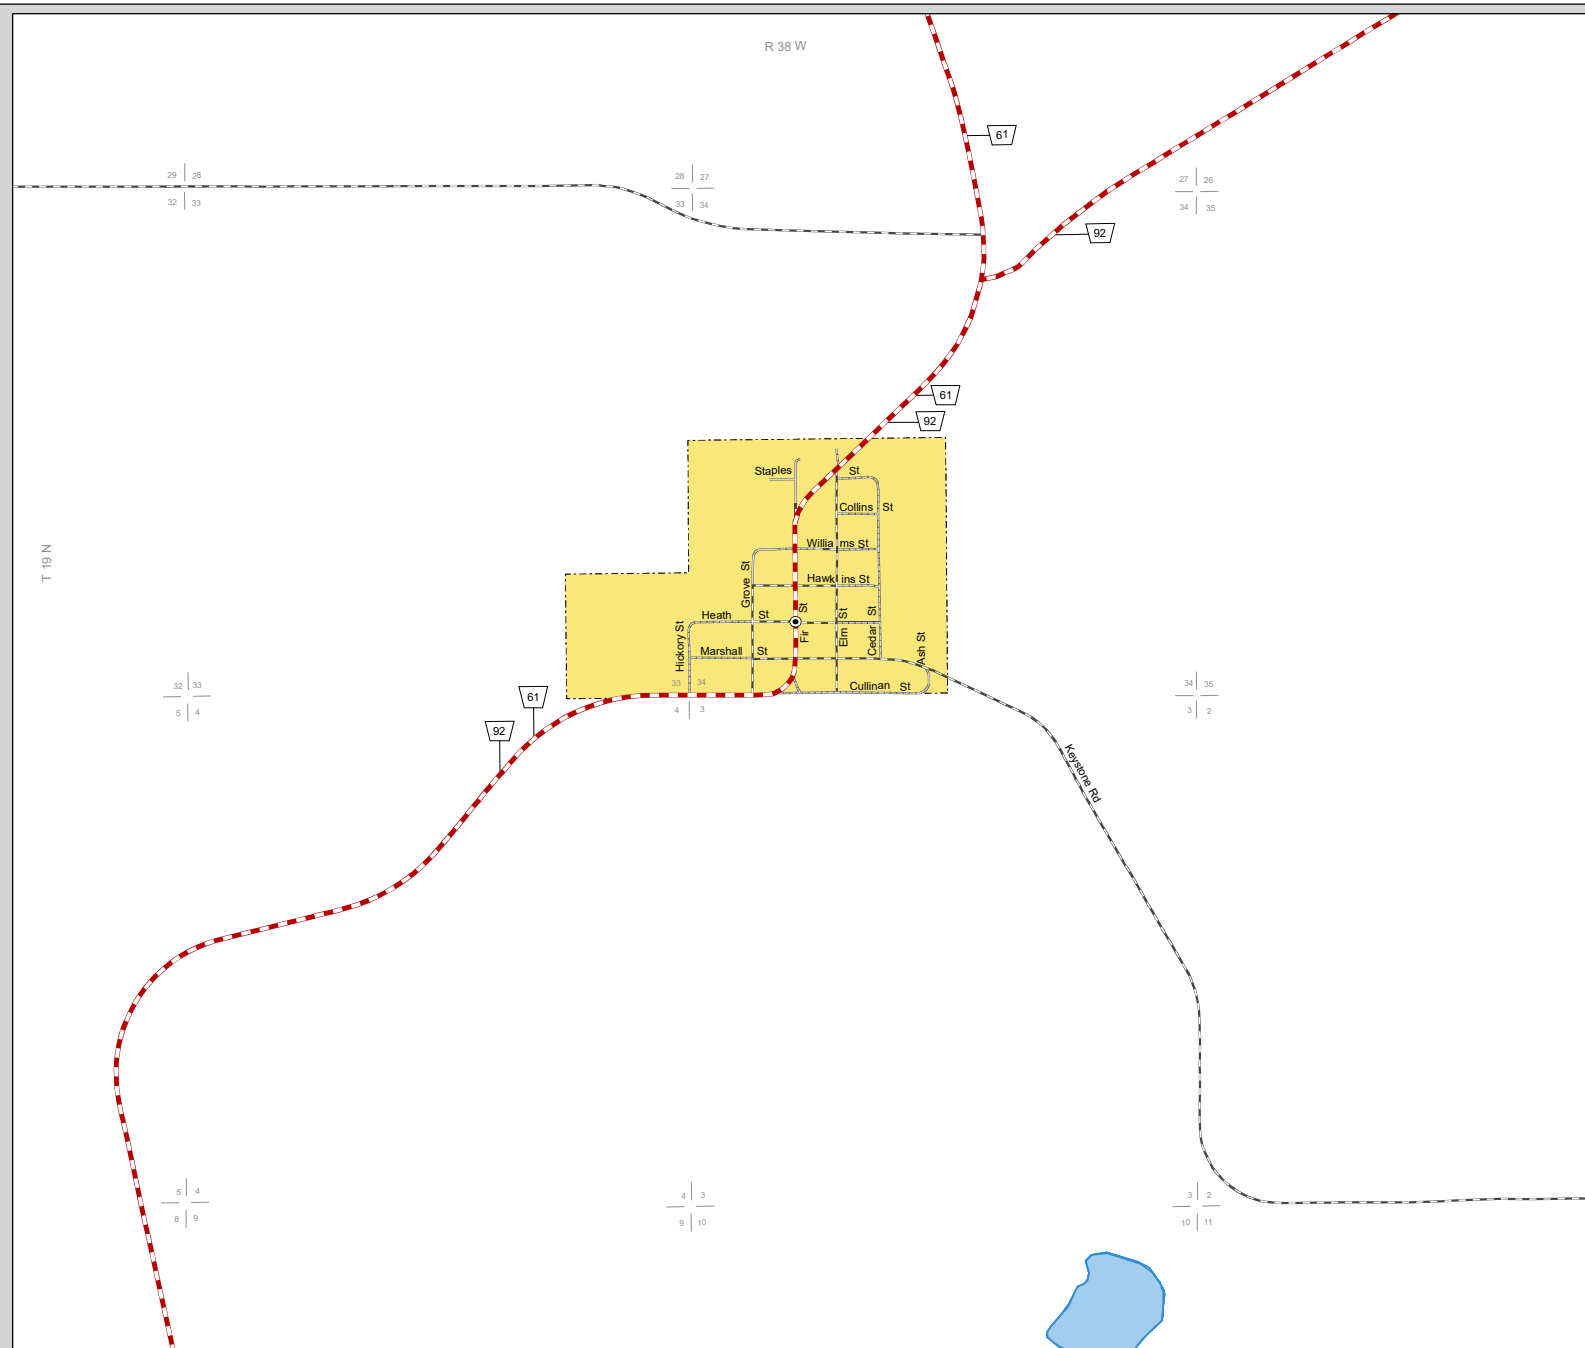 R 38 W
61
29 28
32 33
28 27
33 34
27 26
34 35
92
61
92
Staples St
Collins St
Williams St
T 19 N
Hawkins St
Grove St
Heath St
Fir St
Elm St
Cedar St
Hickory St
Marshall St
Ash St
Cullinan St
33 34
4 3
32 33
5 4
34 35
3 2
61
92
Keystone Rd
5 4
8 9
4 3
9 10
3 2
10 11